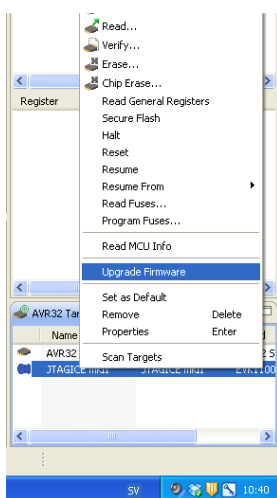 Read...
Verify...
Erase...
Chip Erase...
Register
Read General Registers
Secure Flash
Halt
Reset
Resume
Resume From
Read Fuses...
Program Fuses...
Read MCU Info
Upgrade Firmware
Set as Default
AVR32 Tar
Remove Delete
Properties Enter
Name
Scan Targets
AVR32
JTAGICE mkII JTAGICE mkII EVK1100
SV 10:40